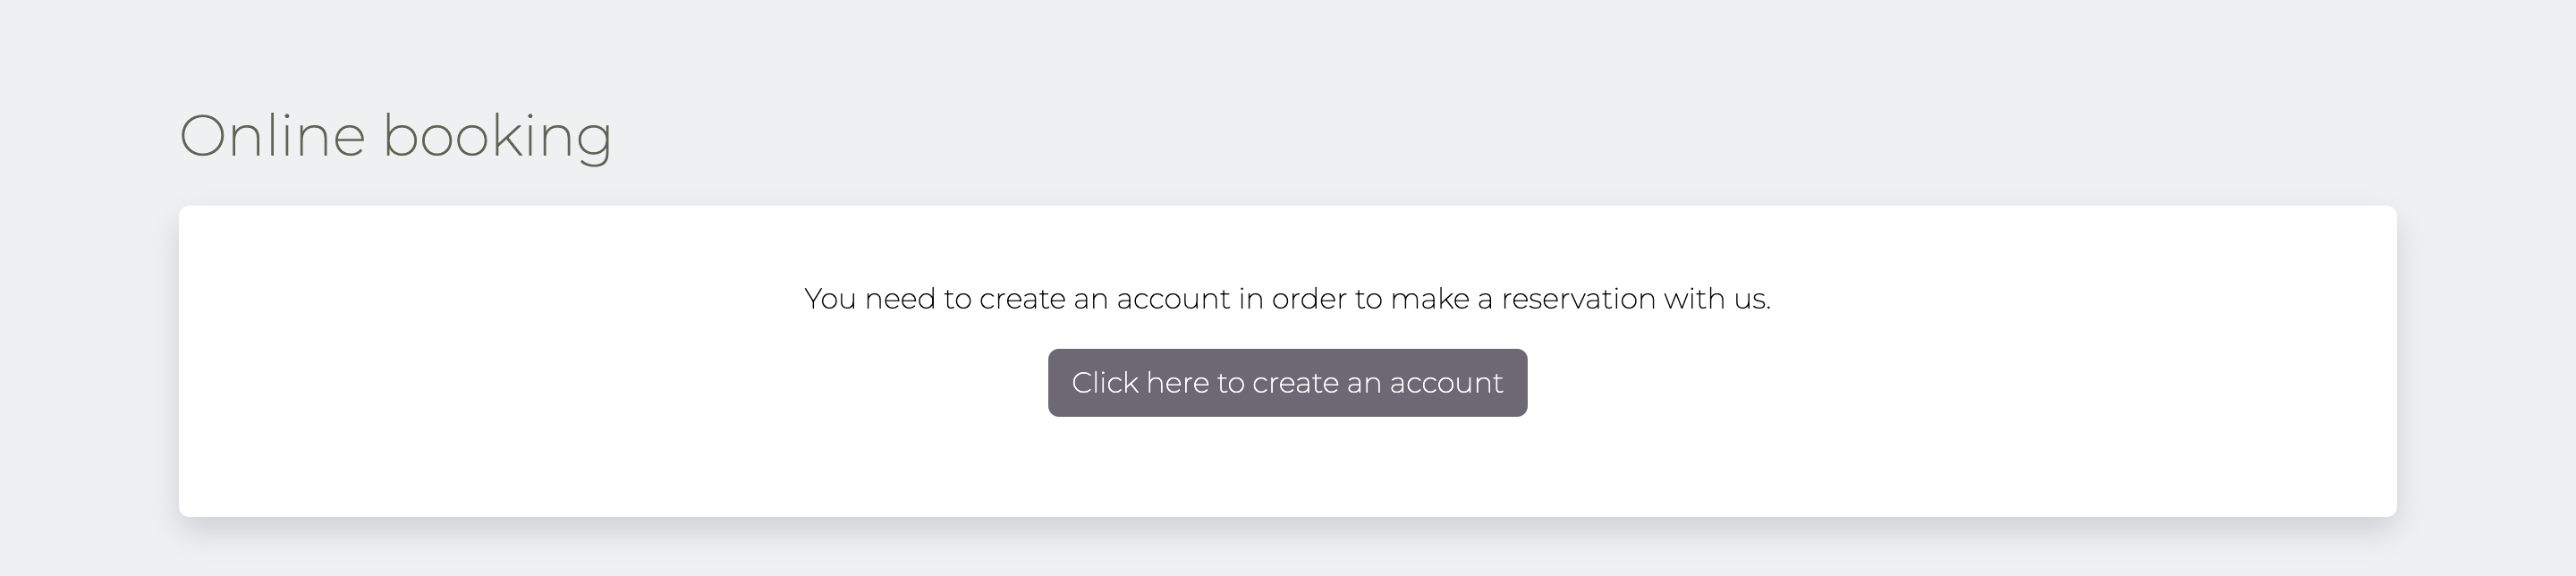 Online booking
You need to create an account in order to make a reservation with us.
Click here to create an account